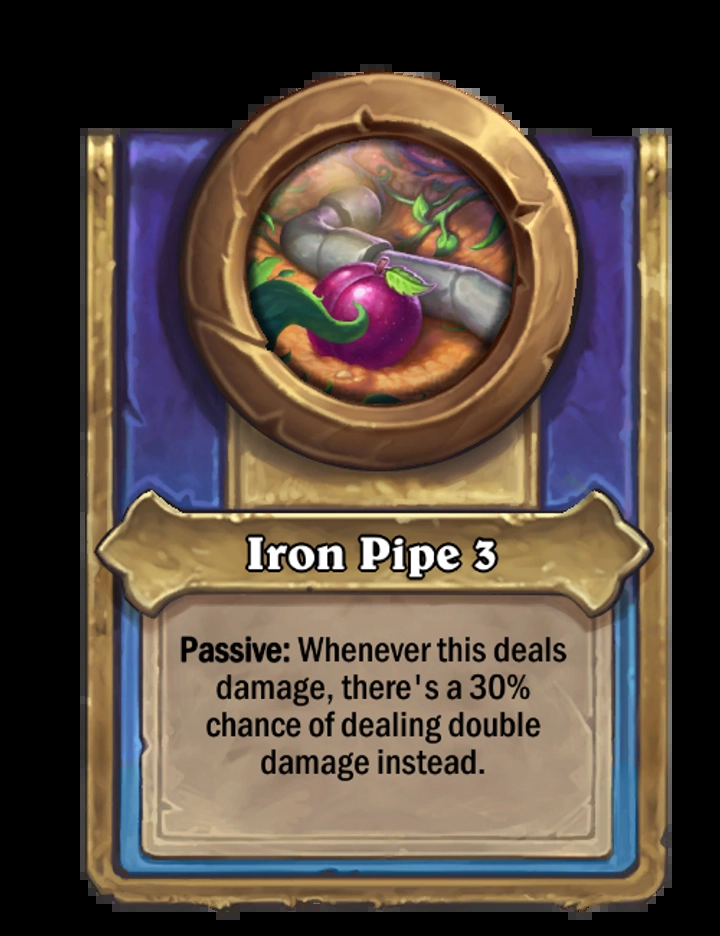 Iron Pipe 3
Passive: Whenever this deals
damage, there's a 30%
chance of dealing double
damage instead.